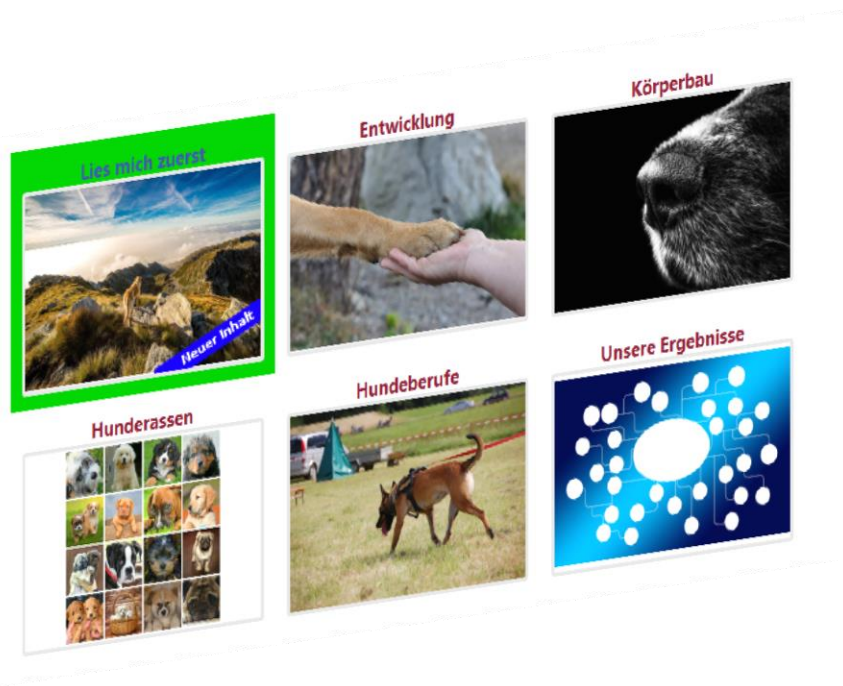 Lies mich zuerst
Neuer Inhalt
Entwicklung
Körperbau
Hunderassen
Hundeberufe
Unsere Ergebnisse